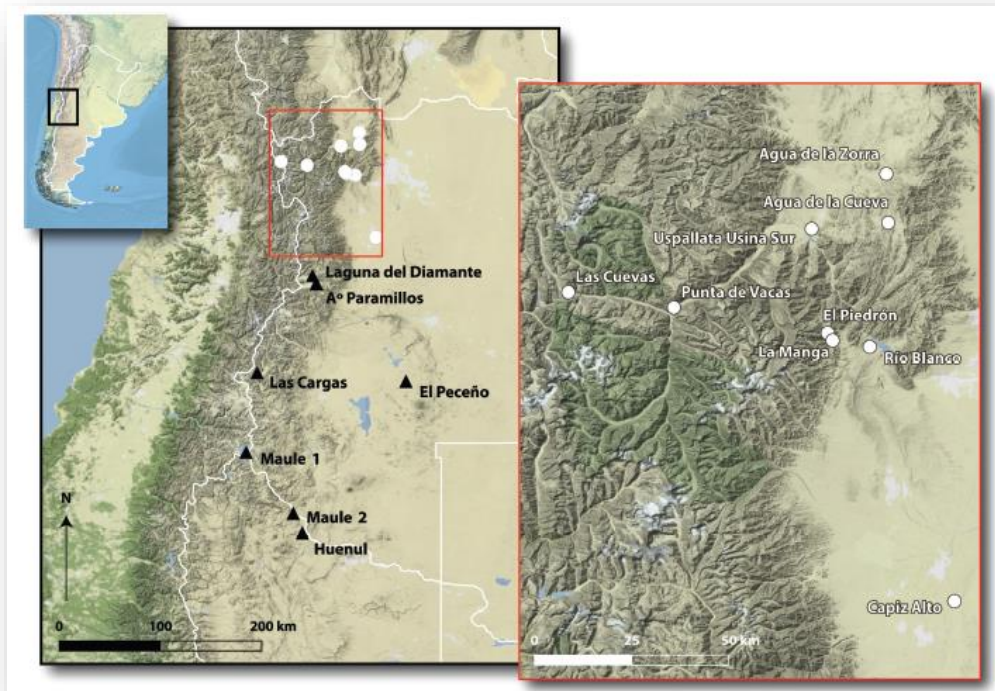 Laguna del Diamante
Aº Paramillos
Las Cargas
El Peceño
Maule 1
Maule 2
Huenul
N
0 100 200 km
Agua de la Zorra
Agua de la Cueva
Uspallata Usina Sur
Las Cuevas
Punta de Vacas
El Piedrón
La Manga
Río Blanco
Capiz Alto
0 25 50 km